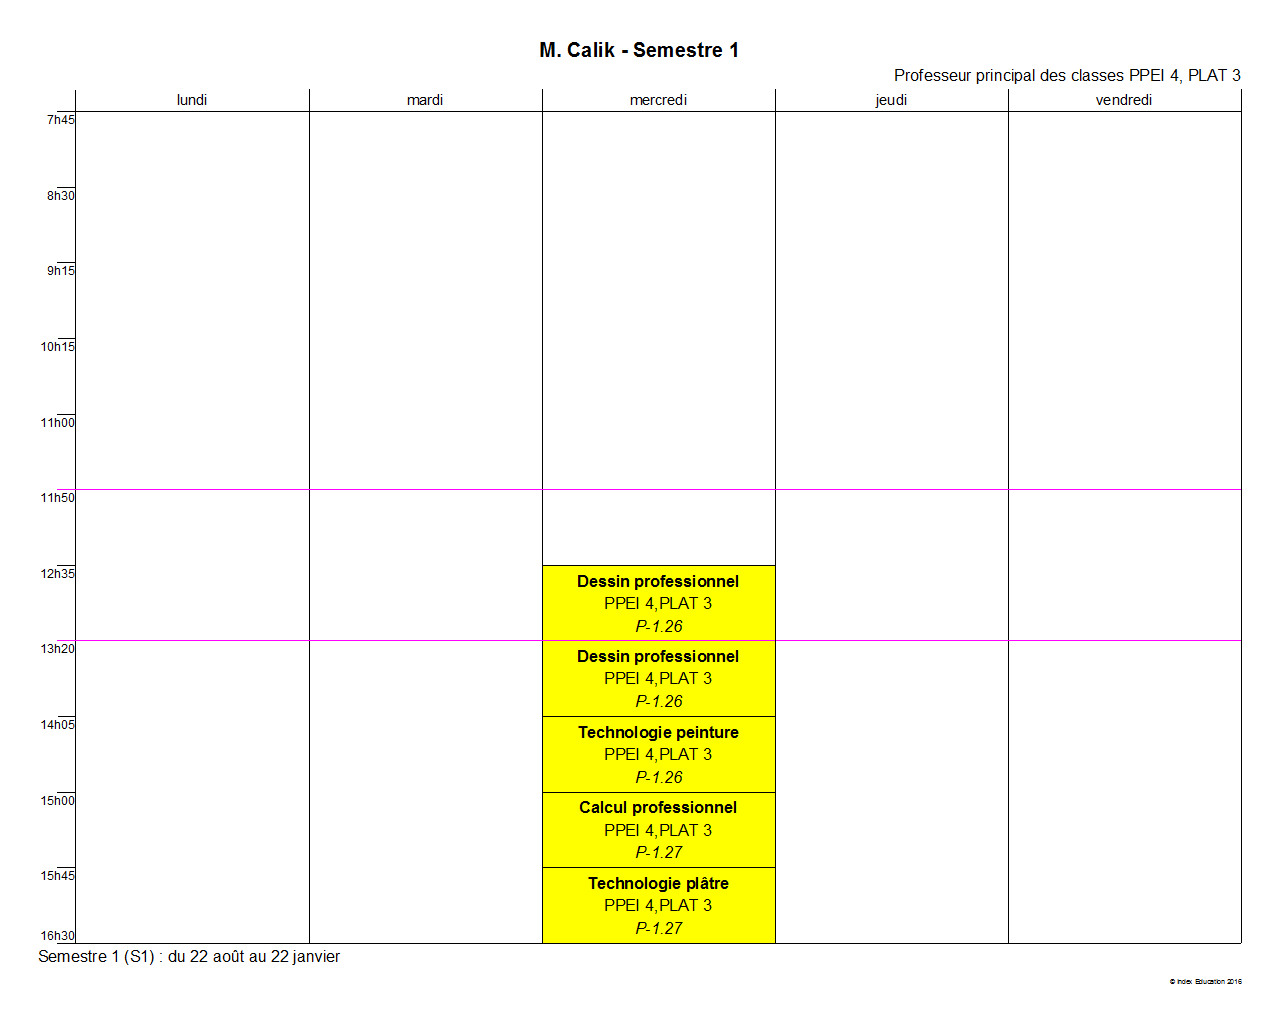 M. Calik - Semestre 1
Professeur principal des classes PPEI 4, PLAT 3
lundi mardi mercredi jeudi vendredi
7h45
8h30
9h15
10h15
11h00
11h50
12h35
Dessin professionnel
PPEI 4,PLAT 3
P-1.26
13h20
Dessin professionnel
PPEI 4,PLAT 3
P-1.26
14h05
Technologie peinture
PPEI 4,PLAT 3
P-1.26
15h00
Calcul professionnel
PPEI 4,PLAT 3
P-1.27
15h45
Technologie plâtre
PPEI 4,PLAT 3
P-1.27
16h30
Semestre 1 (S1) : du 22 août au 22 janvier
© Index Education 2016